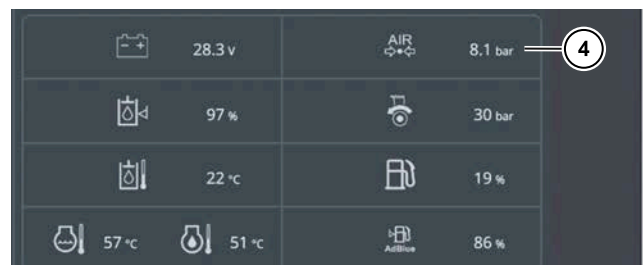 28.3 V AIR 8.1 bar 4
97 % 30 bar
22 °C 19 %
57 °C 51 °C AdBlue 86 %